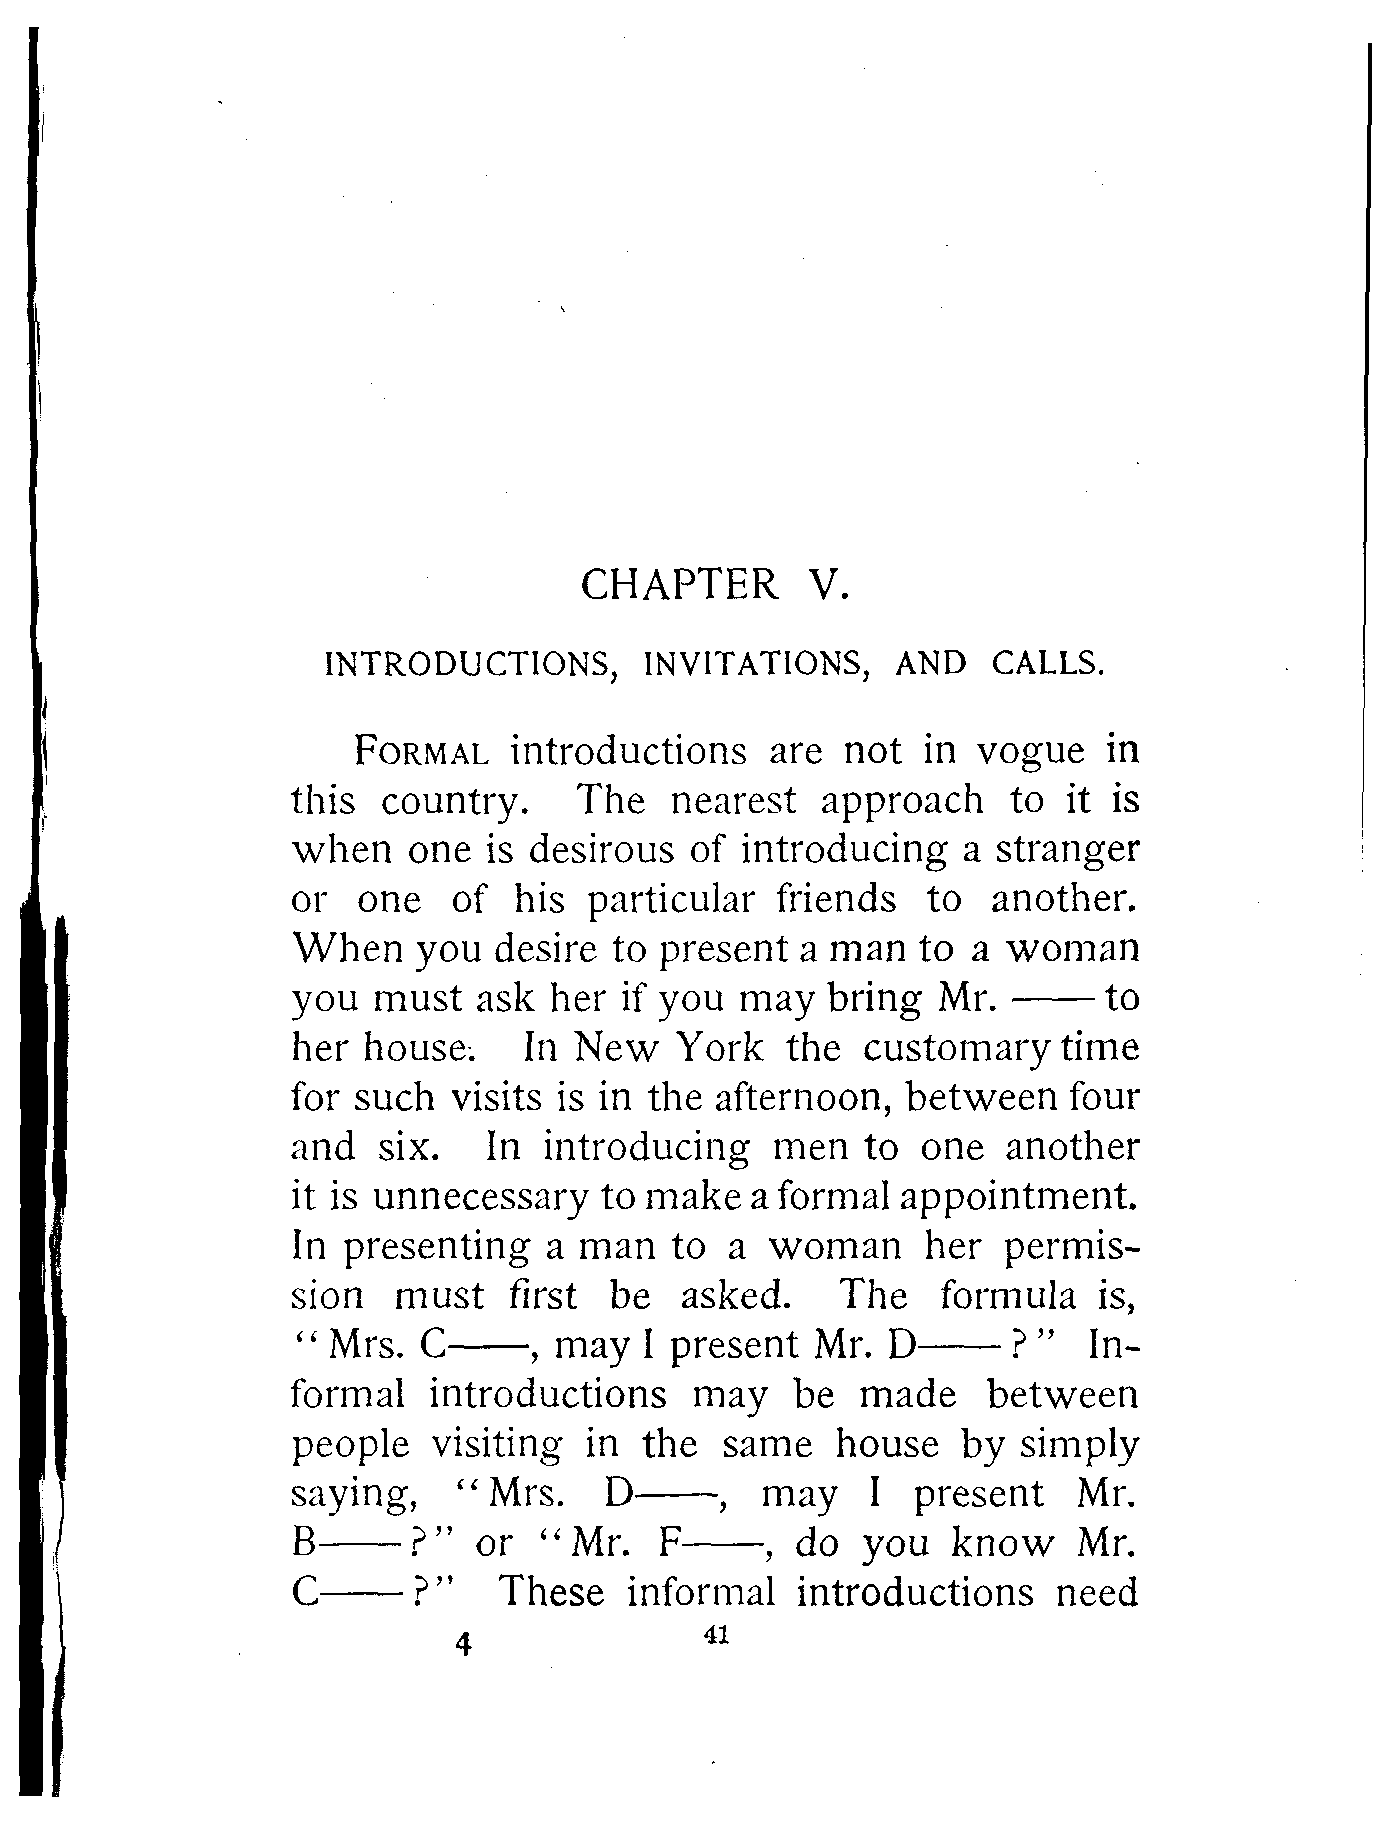 CHAPTER V.
INTRODUCTIONS, INVITATIONS, AND CALLS.
FORMAL introductions are not in vogue in
this country. The nearest approach to it is
when one is desirous of introducing a stranger
or one of his particular friends to another.
When you desire to present a man to a woman
you must ask her if you may bring Mr. —— to
her house. In New York the customary time
for such visits is in the afternoon, between four
and six. In introducing men to one another
it is unnecessary to make a formal appointment.
In presenting a man to a woman her permis-
sion must first be asked. The formula is,
“Mrs. C——, may I present Mr. D——?” In-
formal introductions may be made between
people visiting in the same house by simply
saying, “Mrs. D——, may I present Mr.
B——?” or “Mr. F——, do you know Mr.
C——?” These informal introductions need
4 41